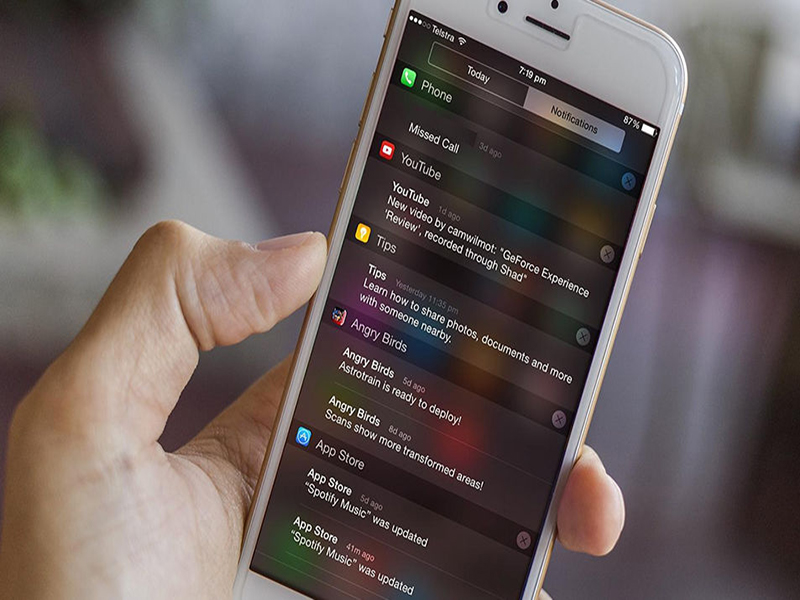 Telstra
7:19 pm
87%
Today
Notifications
Phone
Missed Call 3d ago
YouTube
YouTube 1d ago
New video by camwilmot: "GeForce Experience
'Review', recorded through Shad"
Tips
Tips Yesterday 11:35 pm
Learn how to share photos, documents and more
with someone nearby.
Angry Birds
Angry Birds 5d ago
Astrotrain is ready to deploy!
Angry Birds 8d ago
Scans show more transformed areas!
App Store
App Store 5d ago
“Spotify Music” was updated
App Store 41m ago
“Spotify Music” was updated